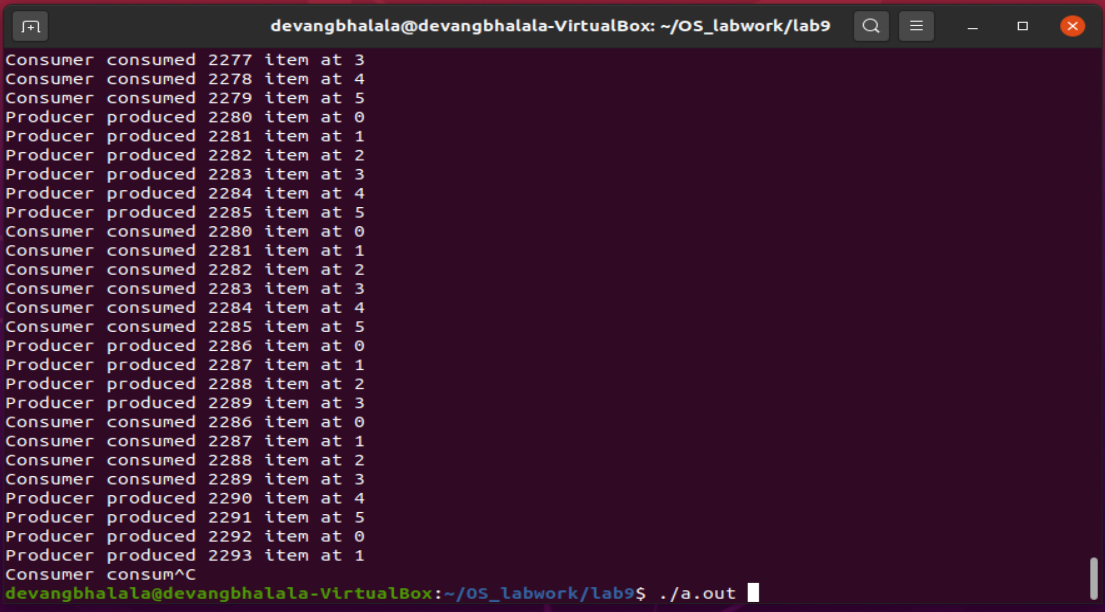 devangbhalala@devangbhalala-VirtualBox: ~/OS_labwork/lab9
Consumer consumed 2277 item at 3
Consumer consumed 2278 item at 4
Consumer consumed 2279 item at 5
Producer produced 2280 item at 0
Producer produced 2281 item at 1
Producer produced 2282 item at 2
Producer produced 2283 item at 3
Producer produced 2284 item at 4
Producer produced 2285 item at 5
Consumer consumed 2280 item at 0
Consumer consumed 2281 item at 1
Consumer consumed 2282 item at 2
Consumer consumed 2283 item at 3
Consumer consumed 2284 item at 4
Consumer consumed 2285 item at 5
Producer produced 2286 item at 0
Producer produced 2287 item at 1
Producer produced 2288 item at 2
Producer produced 2289 item at 3
Consumer consumed 2286 item at 0
Consumer consumed 2287 item at 1
Consumer consumed 2288 item at 2
Consumer consumed 2289 item at 3
Producer produced 2290 item at 4
Producer produced 2291 item at 5
Producer produced 2292 item at 0
Producer produced 2293 item at 1
Consumer consum^C
devangbhalala@devangbhalala-VirtualBox:~/OS_labwork/lab9$ ./a.out